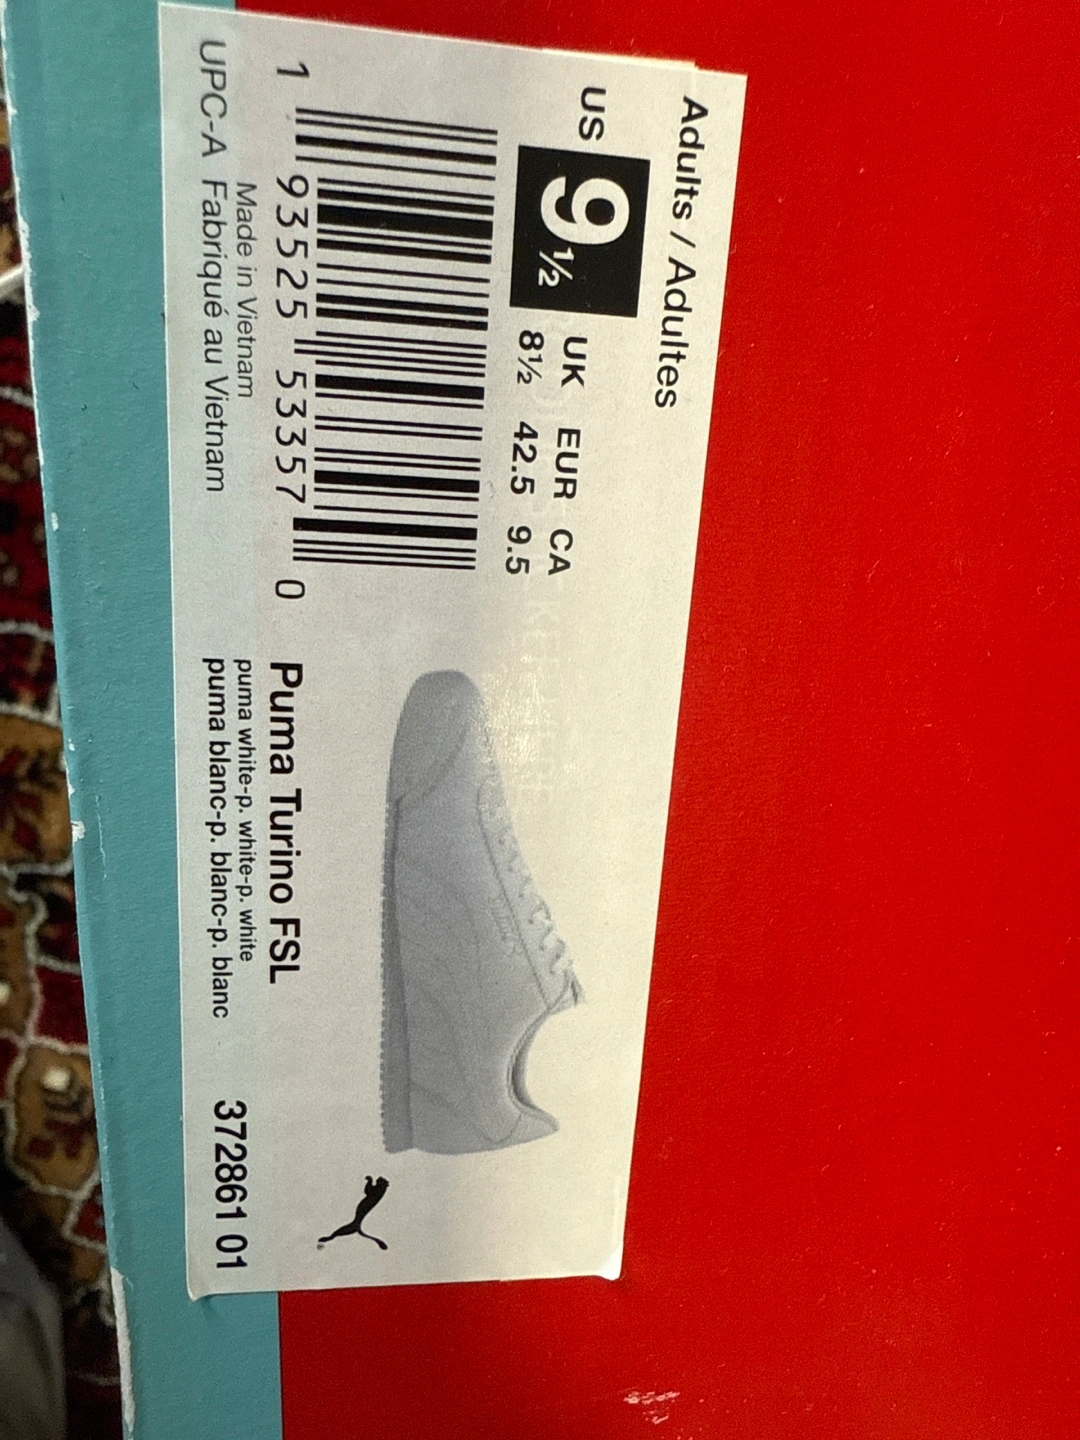 Adults / Adultes
US 9½
UK EUR CA
8½ 42.5 9.5
1 93525 53357 0
Made in Vietnam
UPC-A Fabriqué au Vietnam
Puma Turino FSL
puma white-p. white-p. white
puma blanc-p. blanc-p. blanc
372861 01